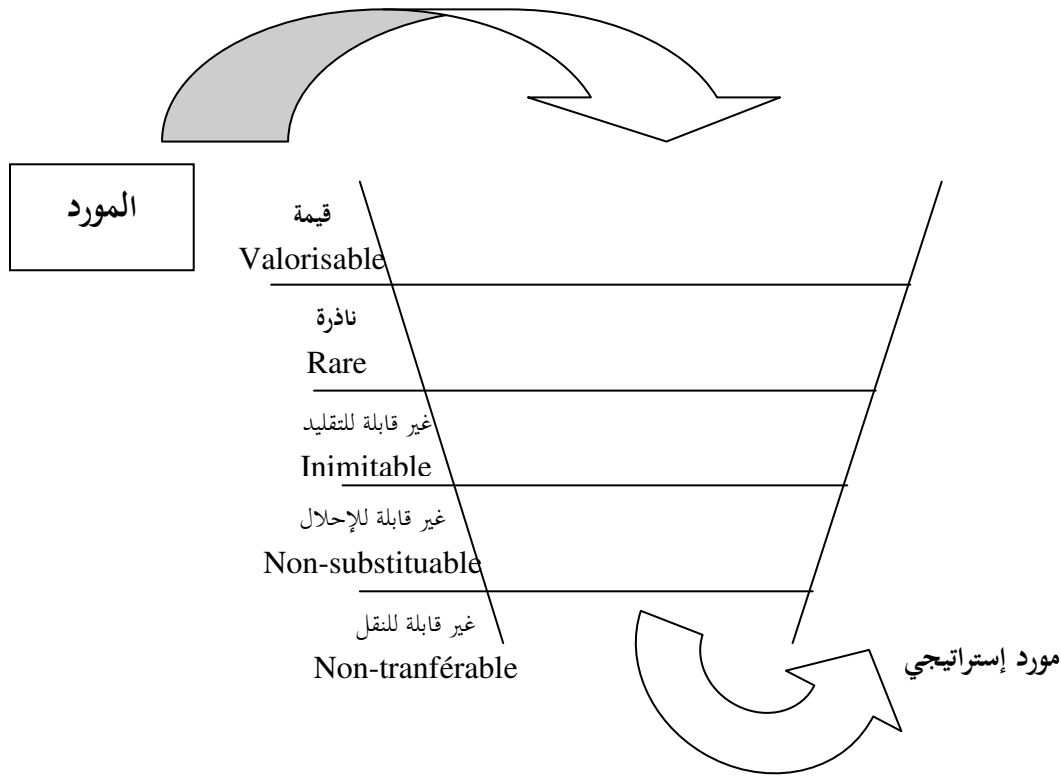 المورد
قيمة
Valorisable
ناذرة
Rare
غير قابلة للتقليد
Inimitable
غير قابلة للإحلال
Non-substituable
غير قابلة للنقل
Non-tranférable
مورد إستراتيجي